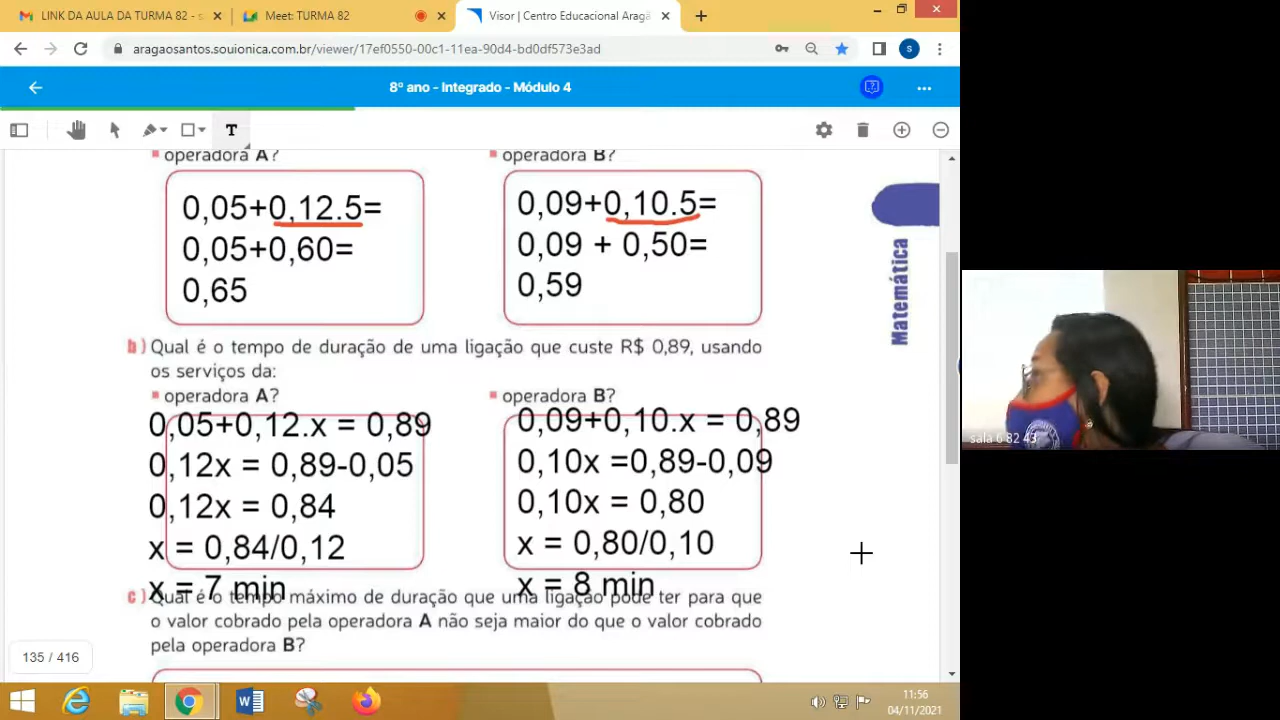 LINK DA AULA DA TURMA 82 - s
Meet: TURMA 82
Visor | Centro Educacional Aragã
aragaosantos.souionica.com.br/viewer/17ef0550-00c1-11ea-90d4-bd0df573e3ad
s
8º ano - Integrado - Módulo 4
T
operadora A?
operadora B?
0,05+0,12.5=
0,05+0,60=
0,65
0,09+0,10.5=
0,09 + 0,50=
0,59
Matemática
b) Qual é o tempo de duração de uma ligação que custe R$ 0,89, usando
os serviços da:
operadora A?
operadora B?
0,05+0,12.x = 0,89
0,12x = 0,89-0,05
0,12x = 0,84
x = 0,84/0,12
x = 7 min
0,09+0,10.x = 0,89
0,10x =0,89-0,09
0,10x = 0,80
x = 0,80/0,10
x = 8 min
c) Qual é o tempo máximo de duração que uma ligação pode ter para que
o valor cobrado pela operadora A não seja maior do que o valor cobrado
pela operadora B?
135 / 416
sala 6 82 43
11:56
04/11/2021